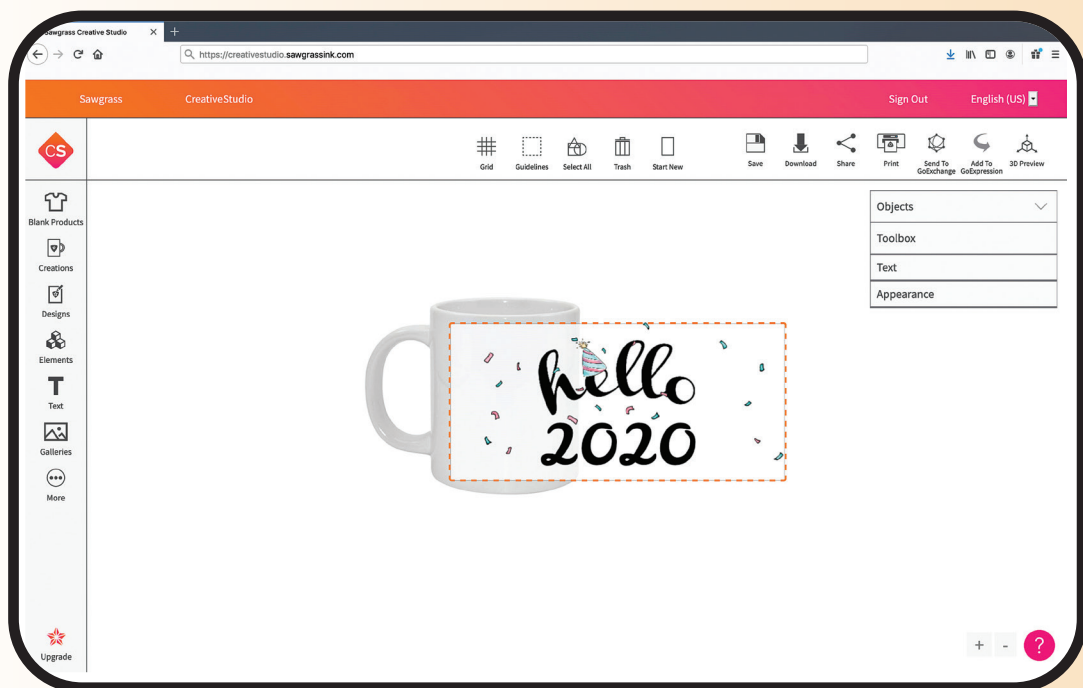 Sawgrass Creative Studio
https://creativestudio.sawgrassink.com
Sawgrass CreativeStudio Sign Out English (US)
CS
Grid Guidelines Select All Trash Start New Save Download Share Print Send To GoExchange Add To GoExpression 3D Preview
Blank Products
Creations
Designs
Elements
T
Text
Galleries
More
Upgrade
Objects
Toolbox
Text
Appearance
hello
2020
+ - ?